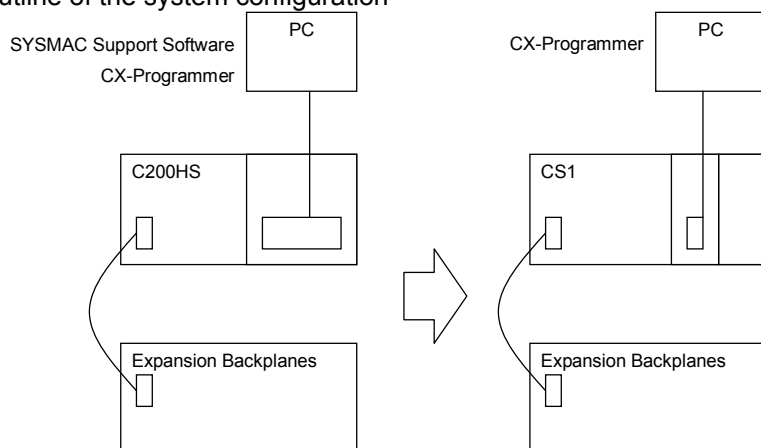 utline of the system configuration
SYSMAC Support Software
CX-Programmer
PC
C200HS
Expansion Backplanes
CX-Programmer
PC
CS1
Expansion Backplanes